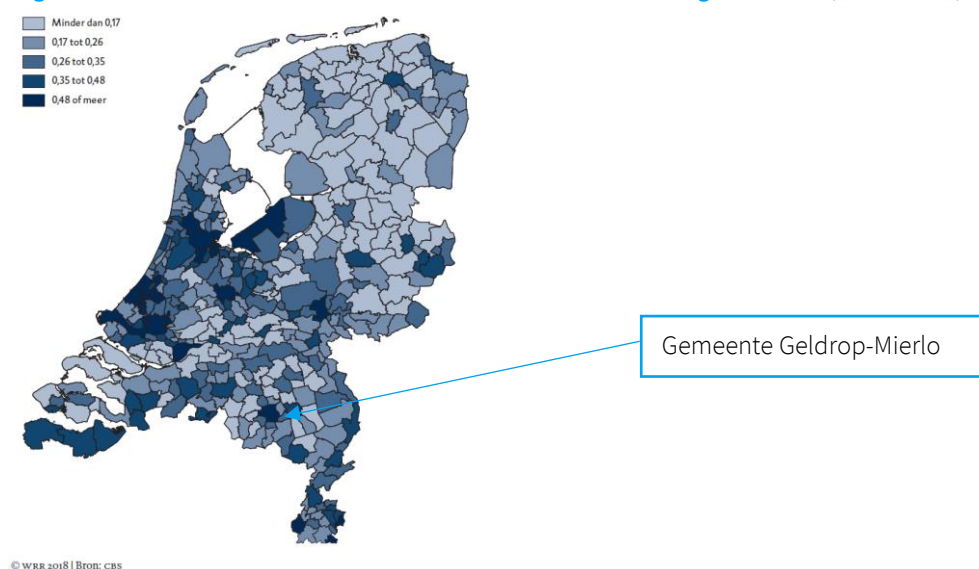 Minder dan 0,17
0,17 tot 0,26
0,26 tot 0,35
0,35 tot 0,48
0,48 of meer
Gemeente Geldrop-Mierlo
© WRR 2018 | Bron: CBS